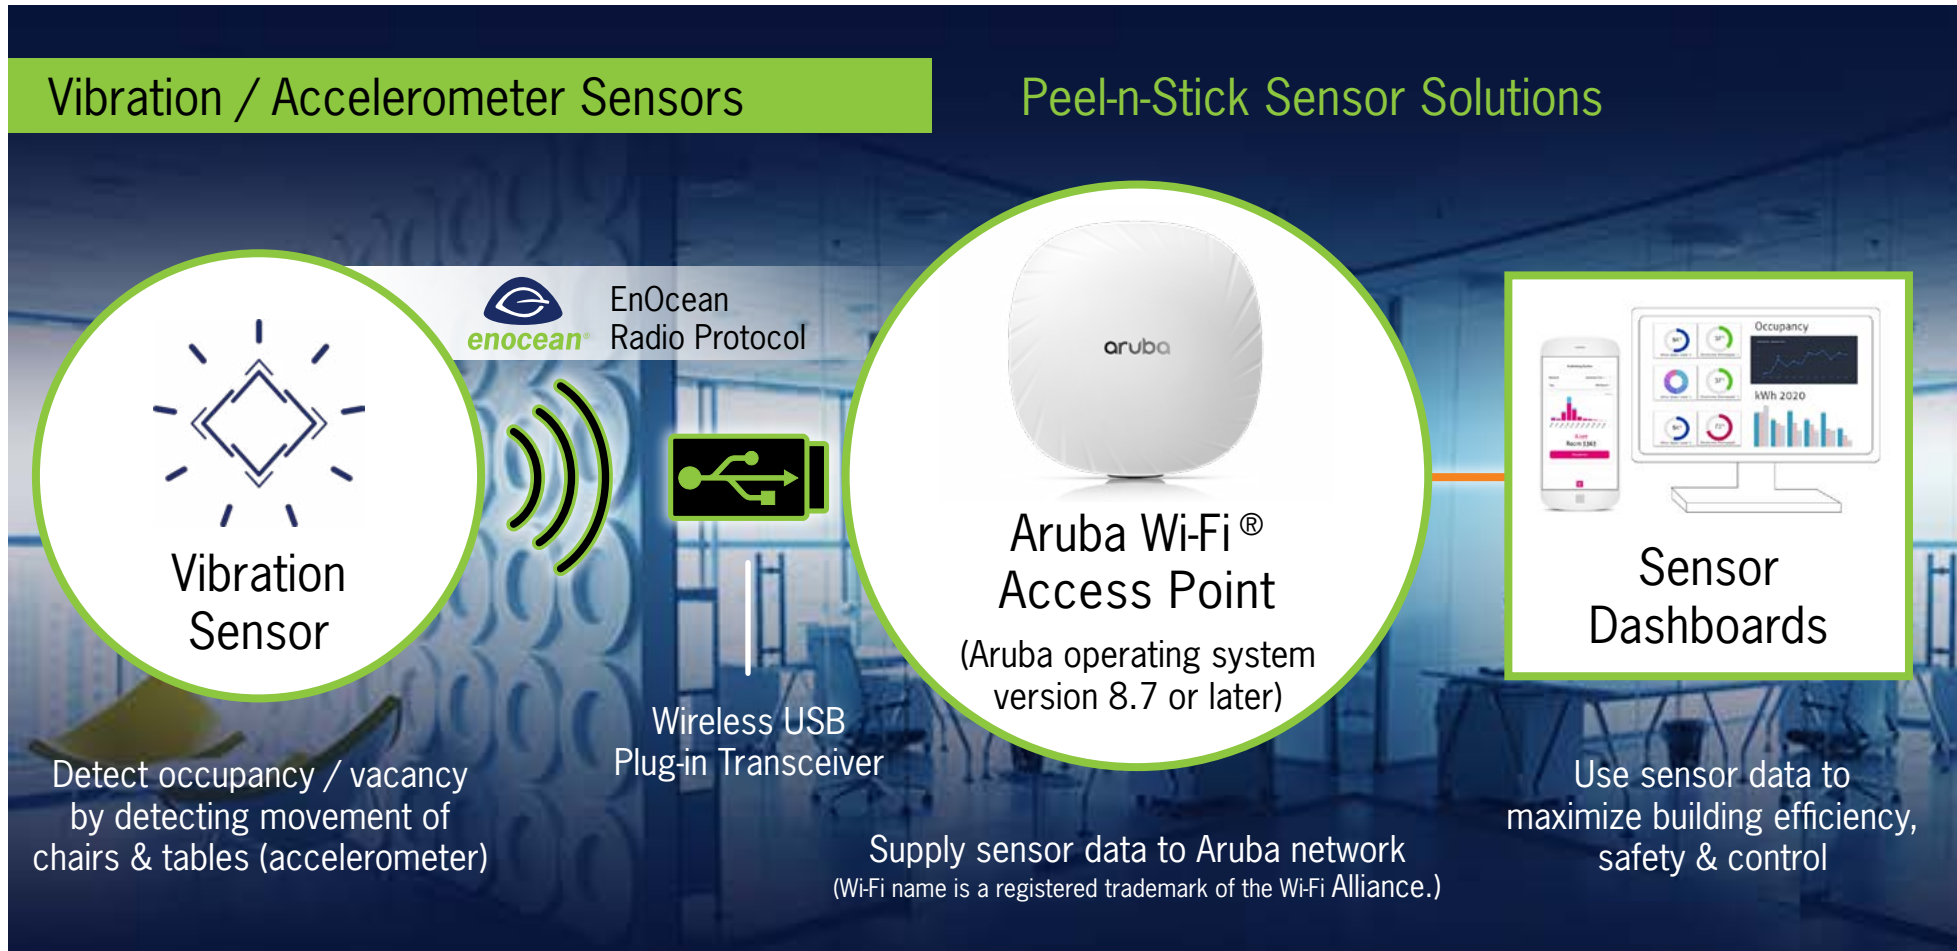 Vibration / Accelerometer Sensors
Peel-n-Stick Sensor Solutions
enocean®
EnOcean
Radio Protocol
aruba
Occupancy
kWh 2020
Vibration
Sensor
Aruba Wi-Fi ®
Access Point
(Aruba operating system
version 8.7 or later)
Sensor
Dashboards
Wireless USB
Plug-in Transceiver
Detect occupancy / vacancy
by detecting movement of
chairs & tables (accelerometer)
Supply sensor data to Aruba network
(Wi-Fi name is a registered trademark of the Wi-Fi Alliance.)
Use sensor data to
maximize building efficiency,
safety & control